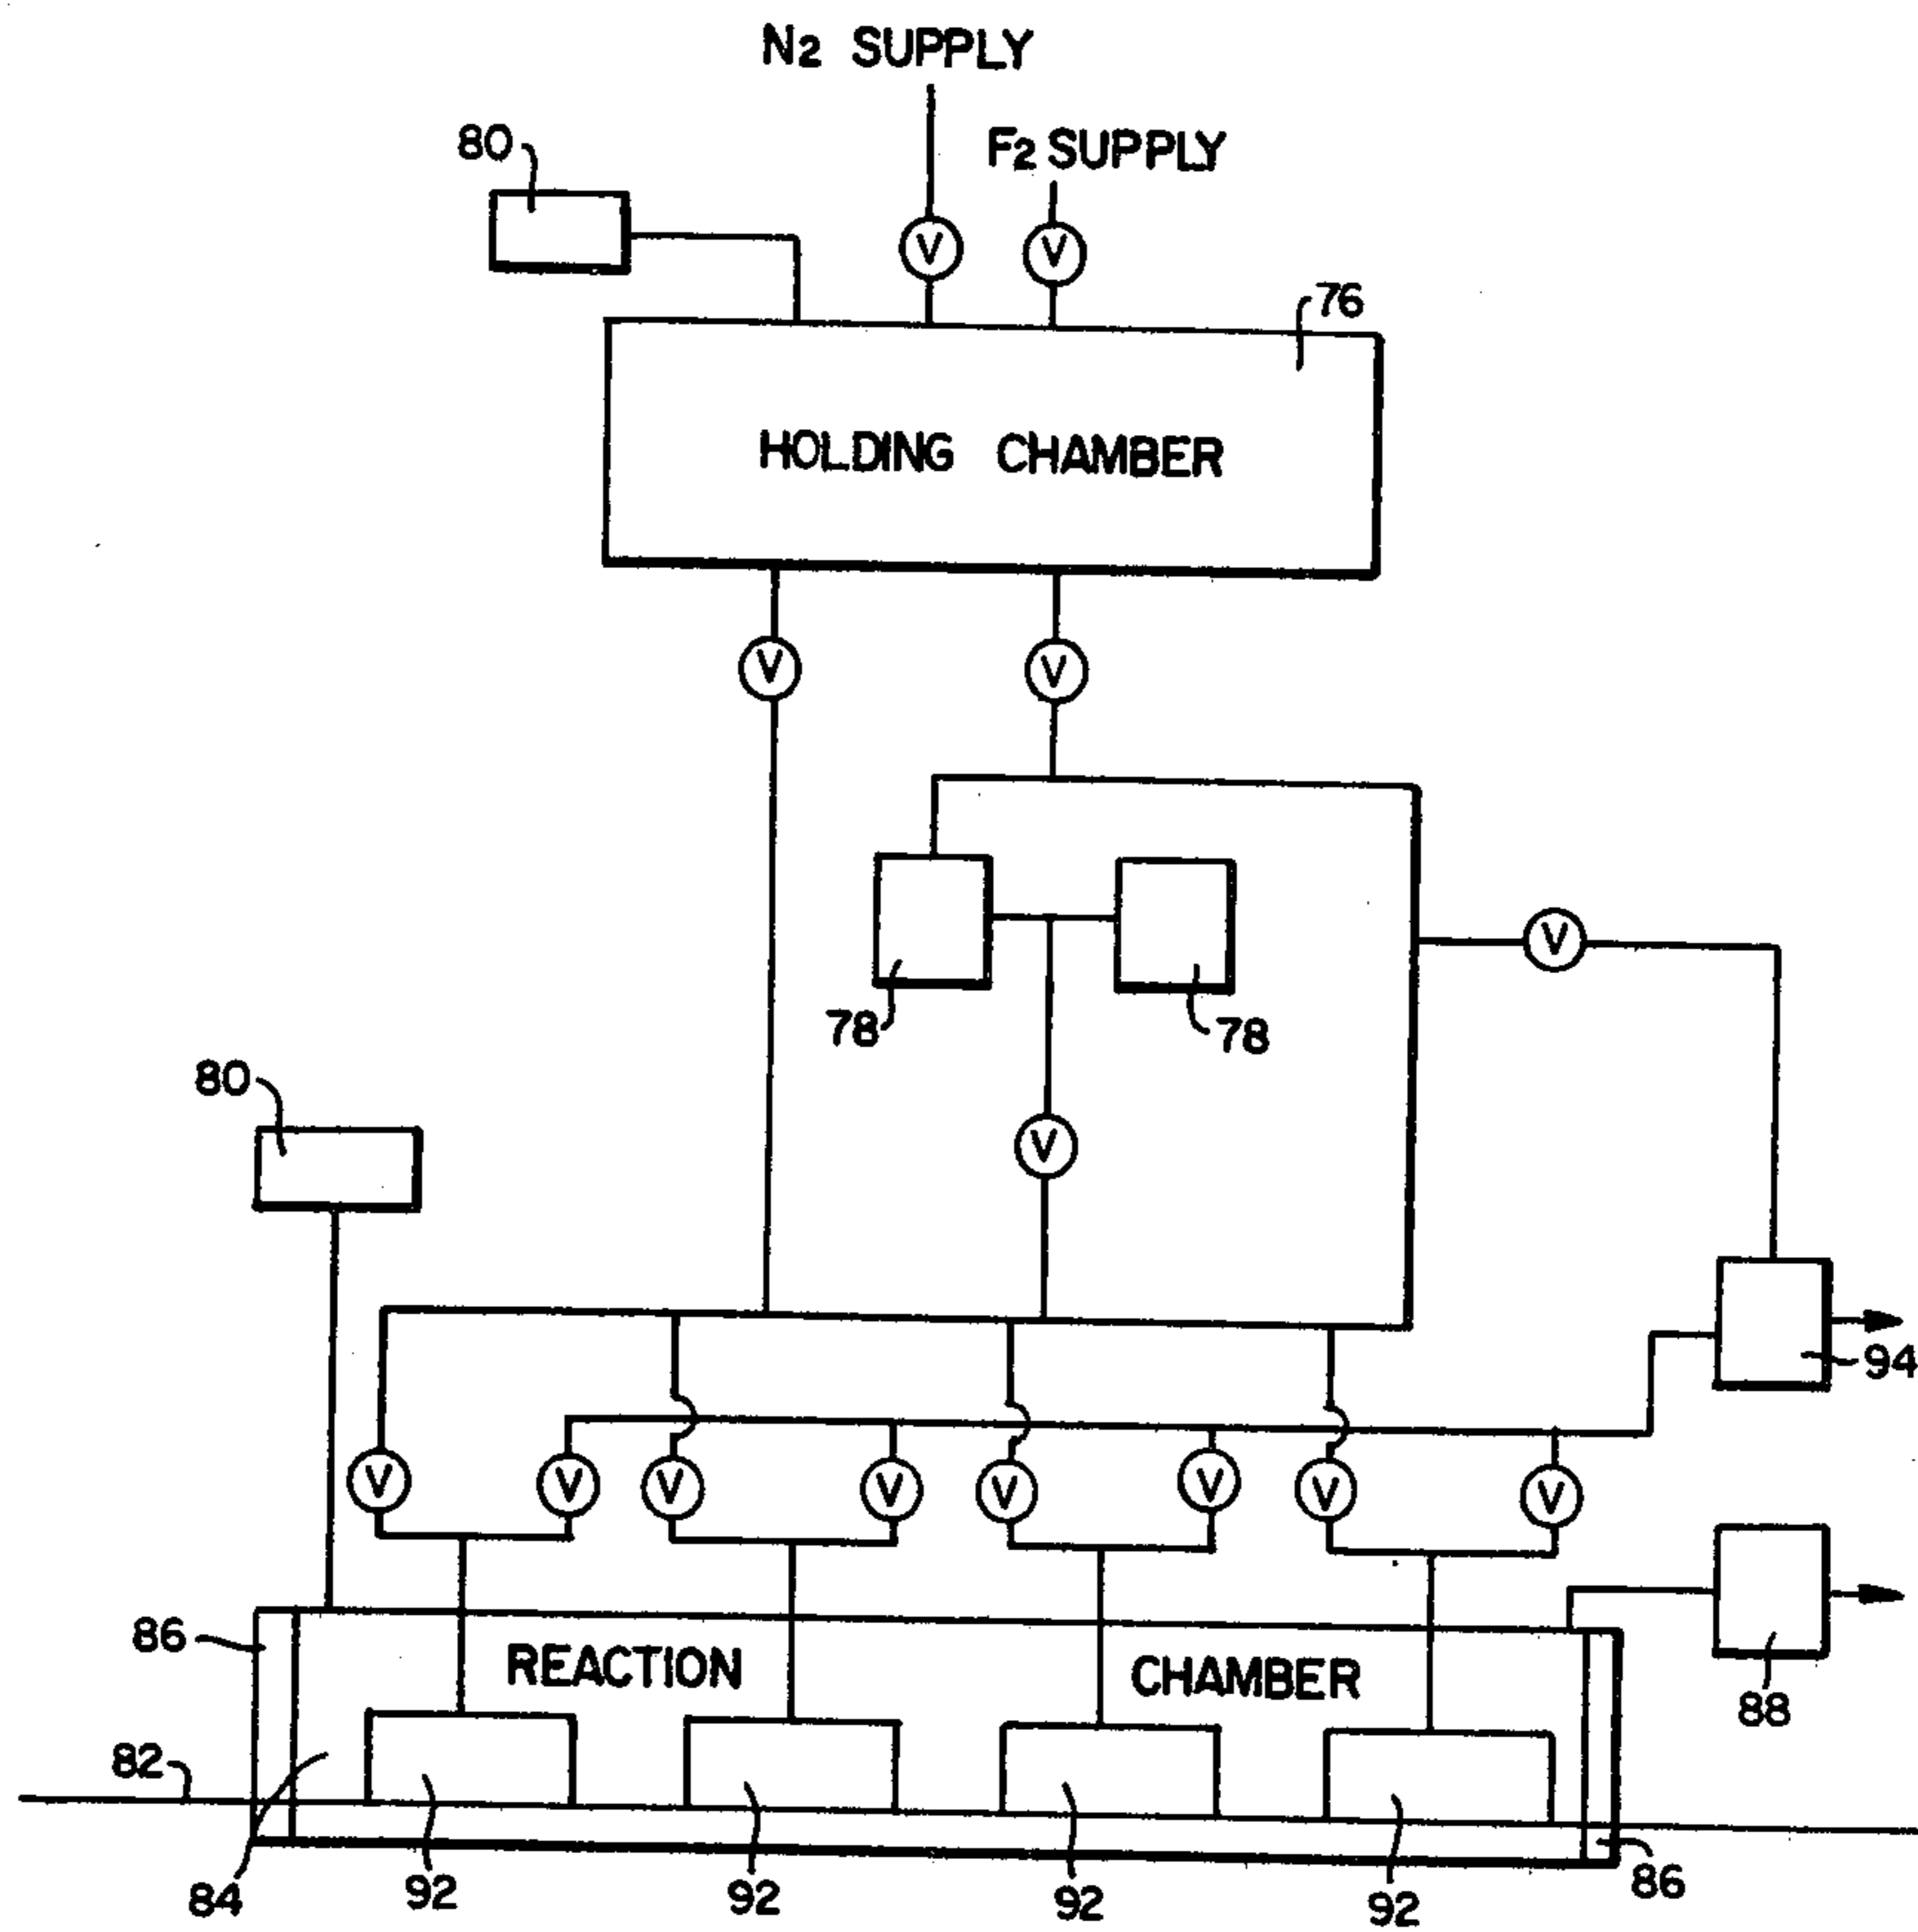 N2 SUPPLY
80
F2 SUPPLY
V V
76
HOLDING CHAMBER
V V
V
78 78
80
V
94
V V V V V V V V
86
REACTION CHAMBER
88
82
84 92 92 92 92 86